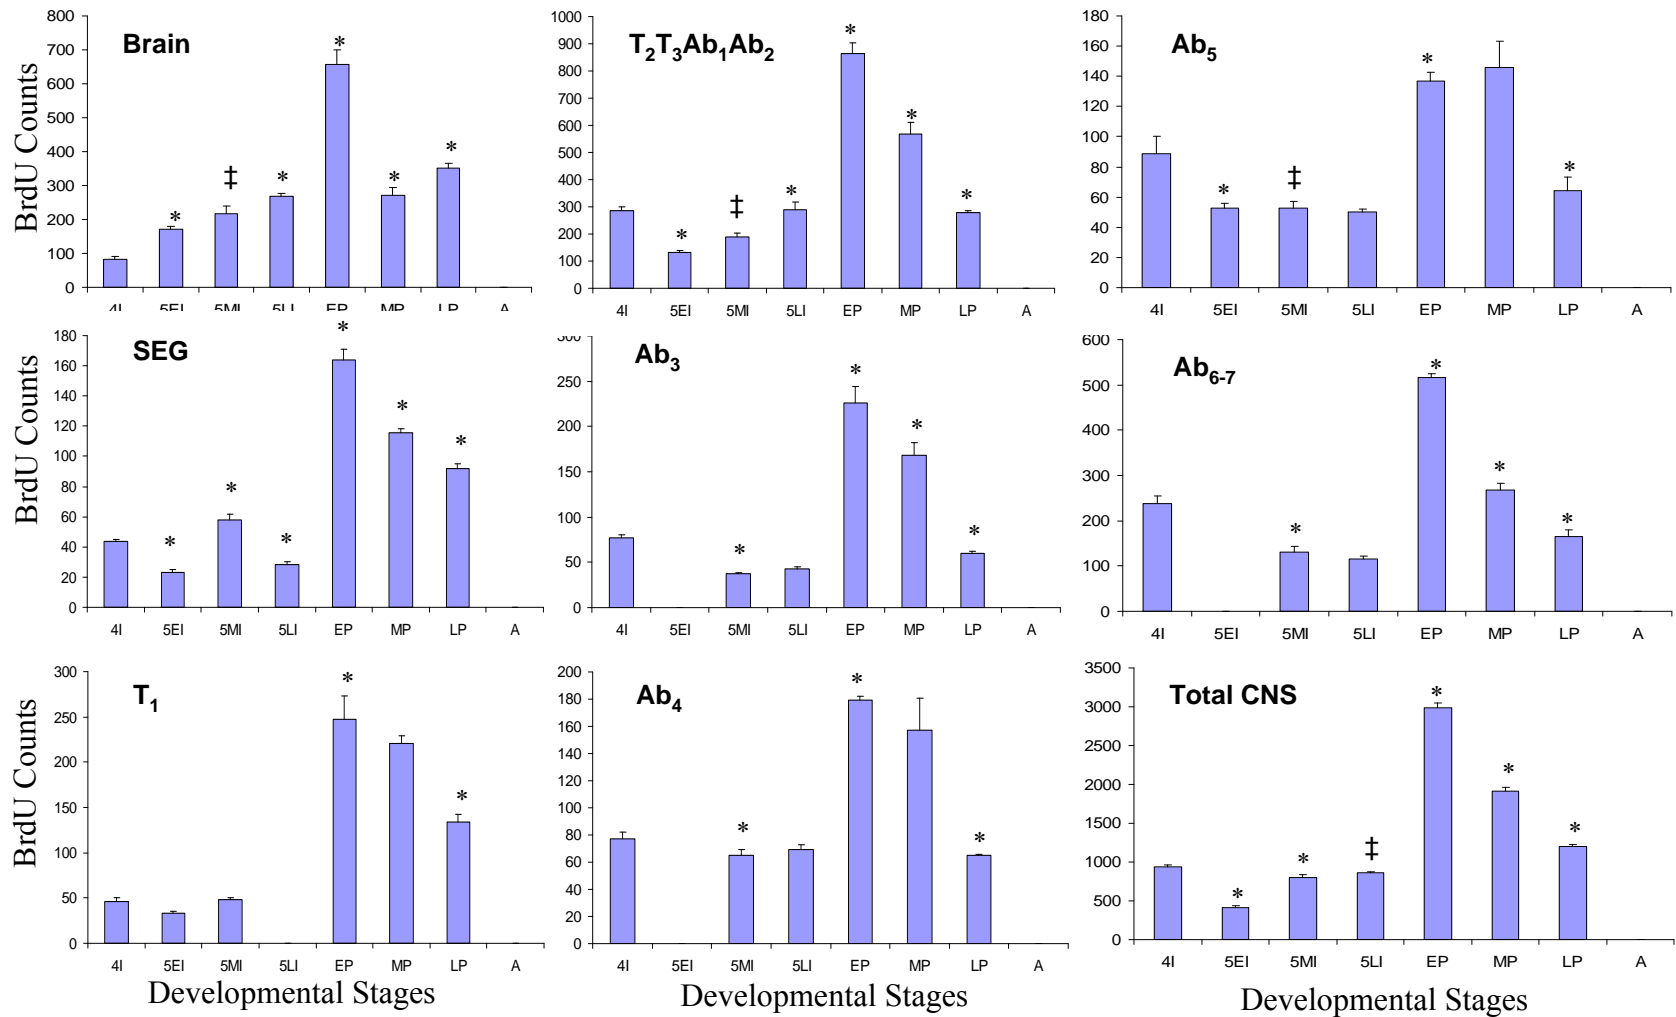 Brain
BrdU Counts
800
700
600
500
400
300
200
100
0
* * ‡ * * * *
4I 5EI 5MI 5LI EP MP LP A
T2T3Ab1Ab2
1000
900
800
700
600
500
400
300
200
100
0
* ‡ * * * *
4I 5EI 5MI 5LI EP MP LP A
Ab5
180
160
140
120
100
80
60
40
20
0
* ‡ * *
4I 5EI 5MI 5LI EP MP LP A
SEG
BrdU Counts
180
160
140
120
100
80
60
40
20
0
* * * * * *
4I 5EI 5MI 5LI EP MP LP A
Ab3
300
250
200
150
100
50
0
* * * *
4I 5EI 5MI 5LI EP MP LP A
Ab6-7
600
500
400
300
200
100
0
* * * *
4I 5EI 5MI 5LI EP MP LP A
T1
BrdU Counts
300
250
200
150
100
50
0
* *
4I 5EI 5MI 5LI EP MP LP A
Developmental Stages
Ab4
200
180
160
140
120
100
80
60
40
20
0
* * *
4I 5EI 5MI 5LI EP MP LP A
Developmental Stages
Total CNS
3500
3000
2500
2000
1500
1000
500
0
* * ‡ * * *
4I 5EI 5MI 5LI EP MP LP A
Developmental Stages